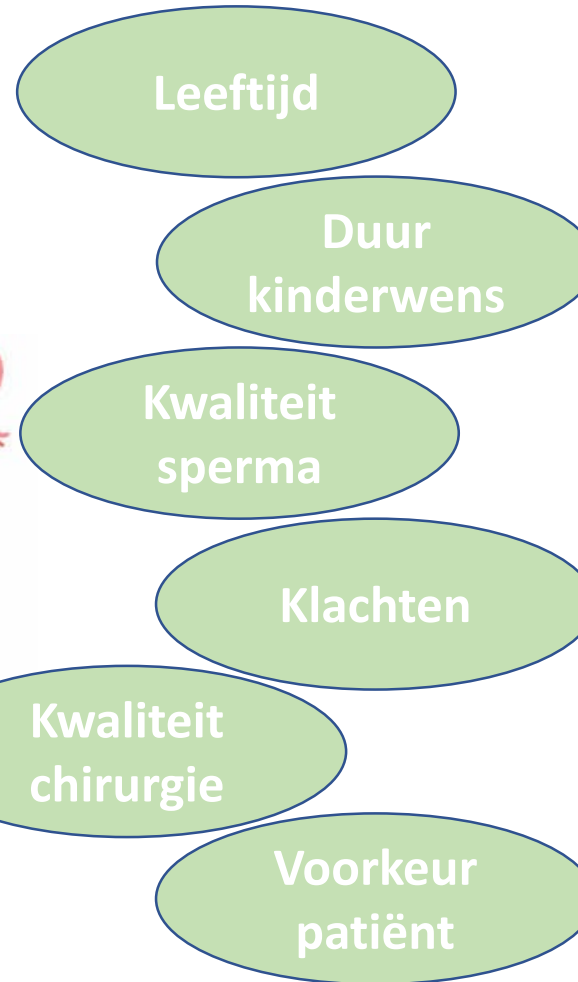 Leeftijd
Duur
kinderwens
Kwaliteit
sperma
Klachten
Kwaliteit
chirurgie
Voorkeur
patiënt